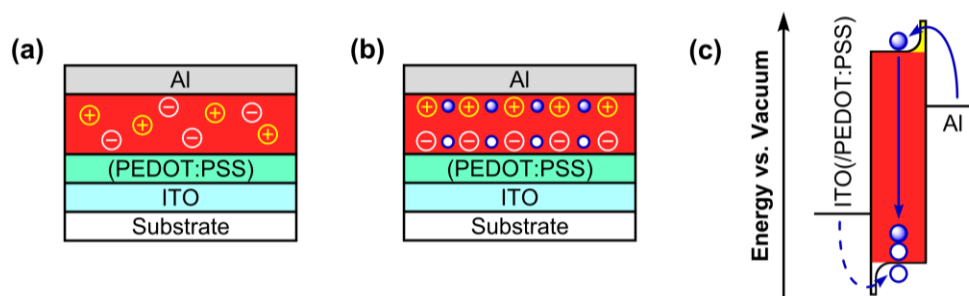 (a)
Al
+ − + − + − − +
(PEDOT:PSS)
ITO
Substrate
(b)
Al
+ + + + +
− − − − −
(PEDOT:PSS)
ITO
Substrate
(c)
Energy vs. Vacuum
ITO(/PEDOT:PSS)
Al